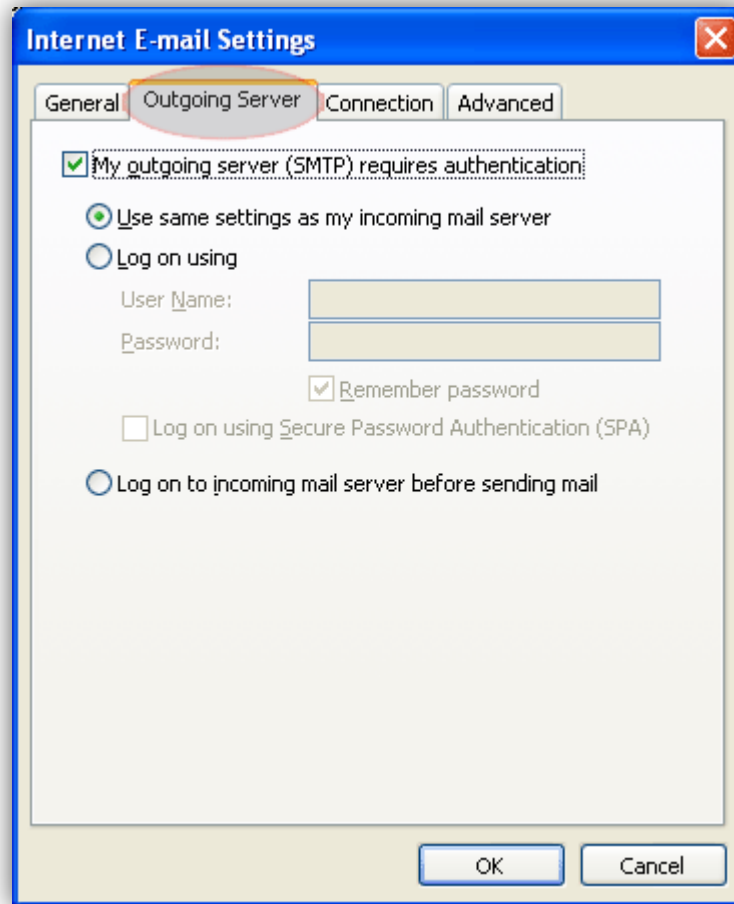 Internet E-mail Settings
General Outgoing Server Connection Advanced
My outgoing server (SMTP) requires authentication
Use same settings as my incoming mail server
Log on using
User Name:
Password:
Remember password
Log on using Secure Password Authentication (SPA)
Log on to incoming mail server before sending mail
OK Cancel